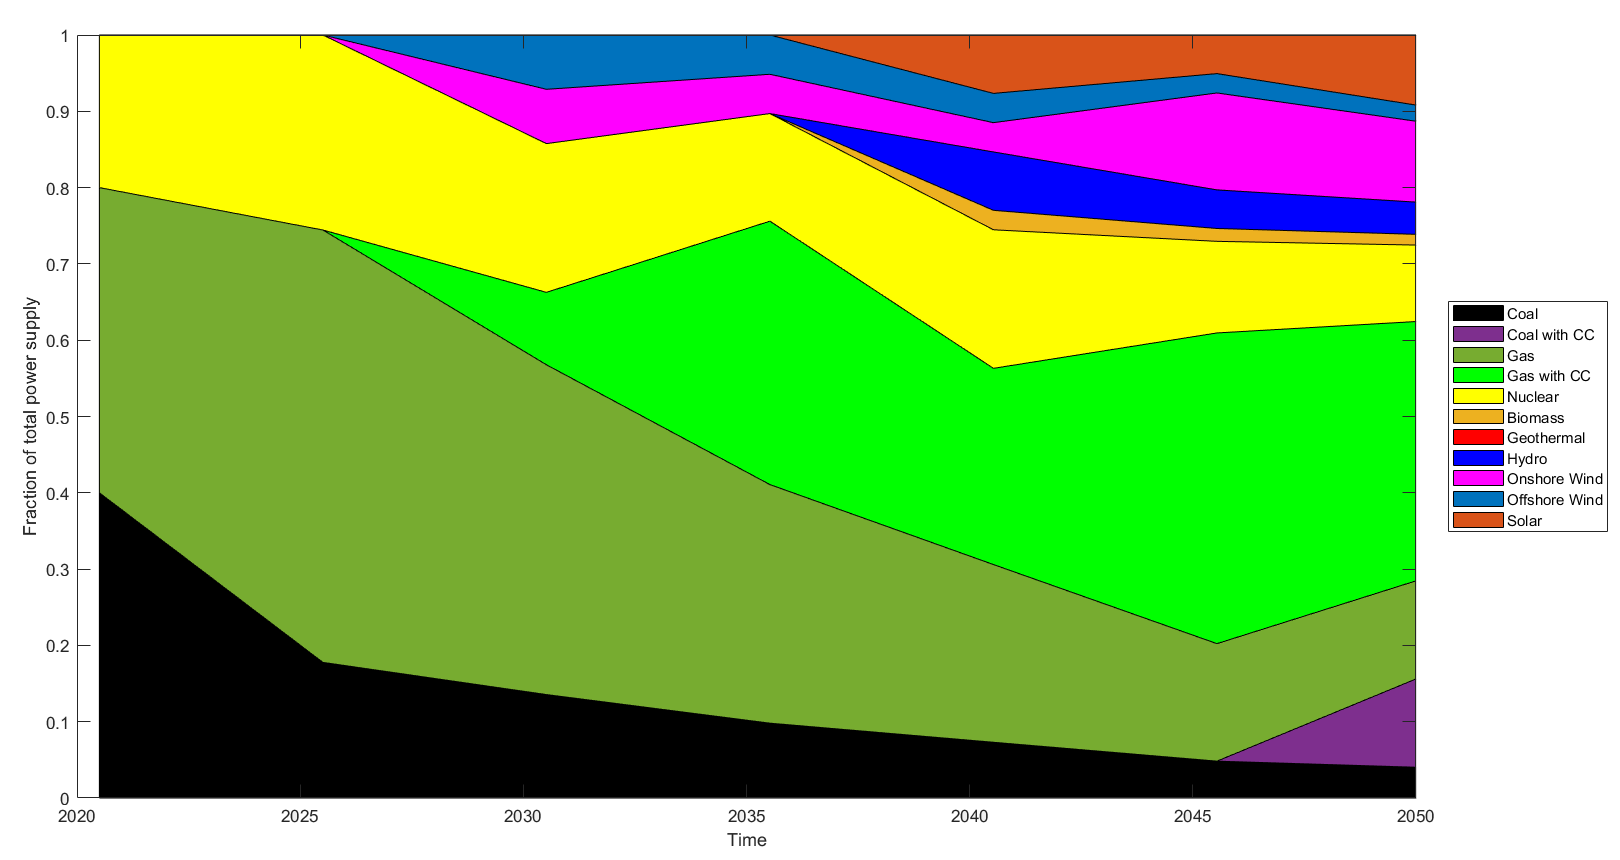 1
0.9
0.8
0.7
0.6
0.5
0.4
0.3
0.2
0.1
0
Fraction of total power supply
2020 2025 2030 2035 2040 2045 2050
Time
Coal
Coal with CC
Gas
Gas with CC
Nuclear
Biomass
Geothermal
Hydro
Onshore Wind
Offshore Wind
Solar